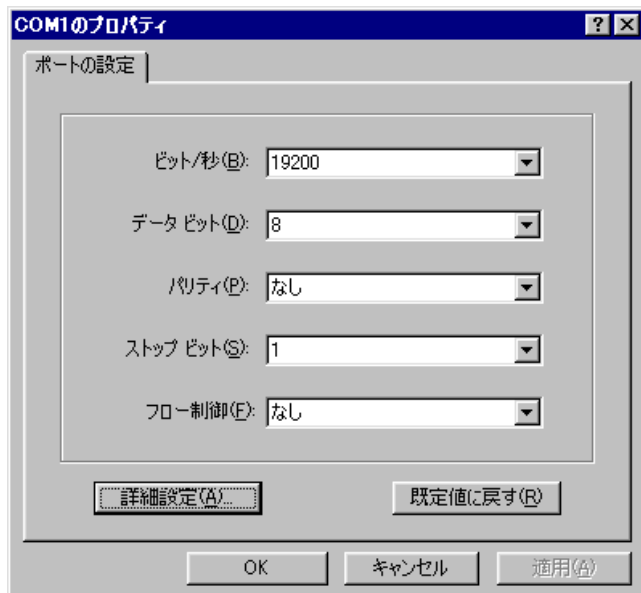 COM1のプロパティ
ポートの設定
ビット/秒(B): 19200
データ ビット(D): 8
パリティ(P): なし
ストップ ビット(S): 1
フロー制御(F): なし
詳細設定(A)... 既定値に戻す(R)
OK キャンセル 適用(A)